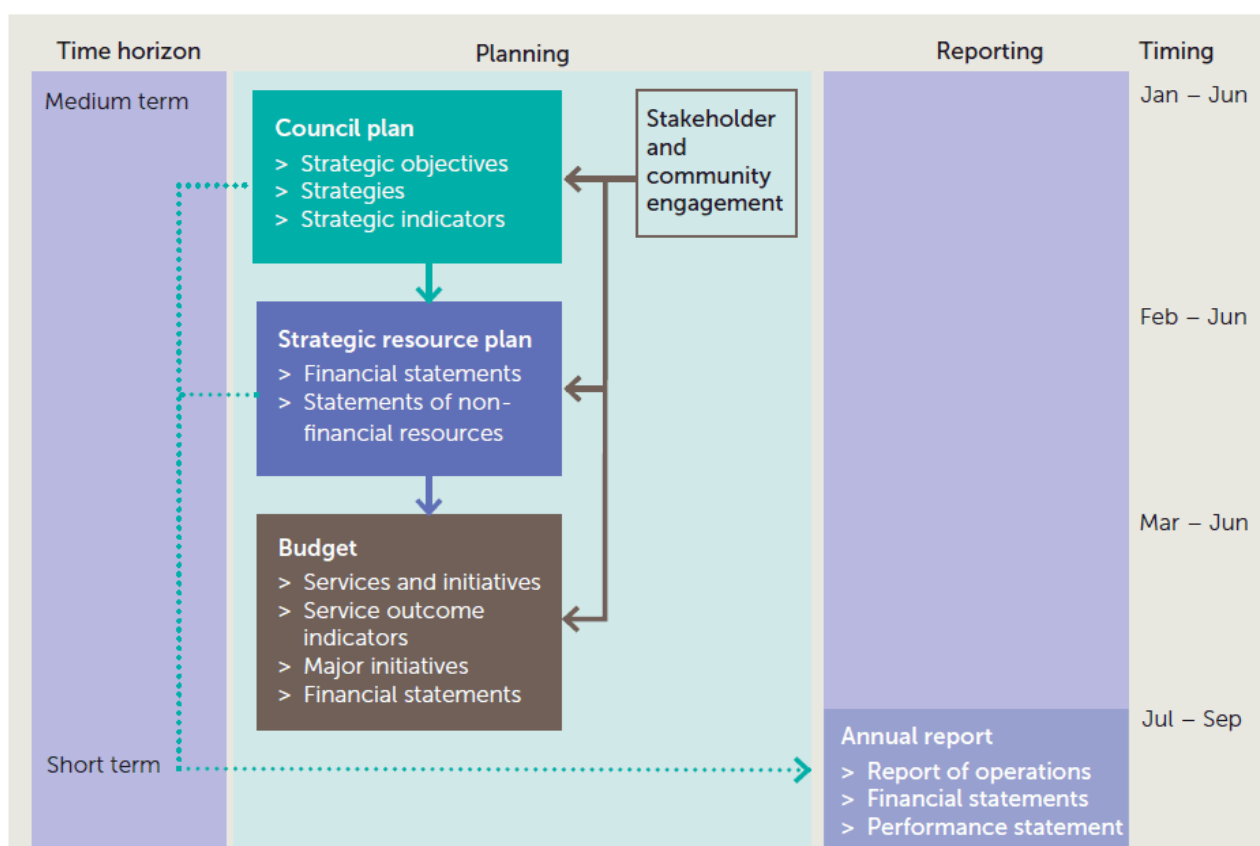 Time horizon
Planning
Reporting
Timing
Medium term
Jan – Jun
Council plan
> Strategic objectives
> Strategies
> Strategic indicators
Stakeholder
and
community
engagement
Feb – Jun
Strategic resource plan
> Financial statements
> Statements of non-
financial resources
Mar – Jun
Budget
> Services and initiatives
> Service outcome
indicators
> Major initiatives
> Financial statements
Jul – Sep
Short term
Annual report
> Report of operations
> Financial statements
> Performance statement